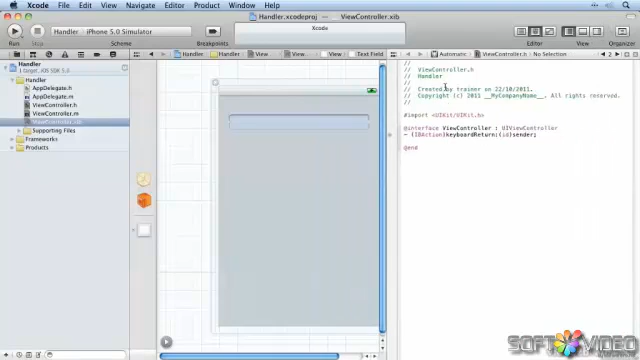 Xcode File Edit View Navigate Editor Product Window Help
Handler.xcodeproj — ViewController.xib
Handler iPhone 5.0 Simulator
Xcode
Run Stop Scheme Breakpoints Editor View Organizer
Handler Text Field
Automatic ViewController.h No Selection 2
Handler
1 target, iOS SDK 5.0
Handler
AppDelegate.h
AppDelegate.m
ViewController.h
ViewController.m
ViewController.xib
Supporting Files
Frameworks
Products
//
// ViewController.h
// Handler
//
// Created by trainer on 22/10/2011.
// Copyright (c) 2011 __MyCompanyName__. All rights reserved.
//
#import <UIKit/UIKit.h>
@interface ViewController : UIViewController
- (IBAction)keyboardReturn:(id)sender;
@end